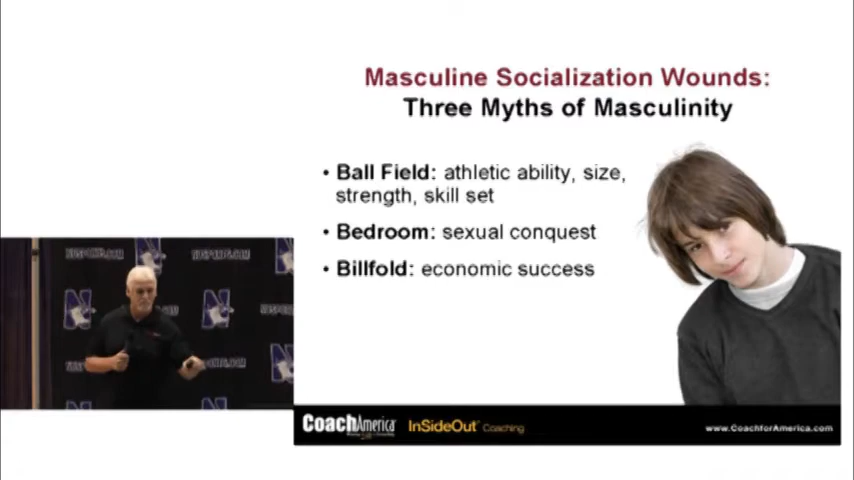 Masculine Socialization Wounds:
Three Myths of Masculinity
• Ball Field: athletic ability, size,
strength, skill set
• Bedroom: sexual conquest
• Billfold: economic success
N
N
N
N
CoachAmerica
InSideOut Coaching
www.CoachforAmerica.com